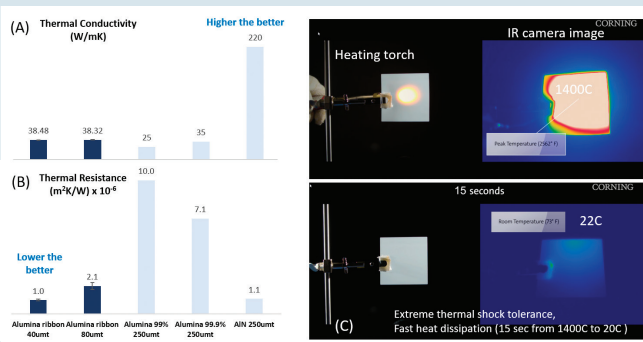 (A)
Thermal Conductivity
(W/mK)
Higher the better
220
38.48
38.32
25
35
(B)
Thermal Resistance
(m²K/W) x 10⁻⁶
10.0
7.1
Lower the
better
1.0
2.1
1.1
Alumina ribbon
40umt
Alumina ribbon
80umt
Alumina 99%
250umt
Alumina 99.9%
250umt
AlN 250umt
CORNING
IR camera image
Heating torch
1400C
Peak Temperature (2562° F)
15 seconds
CORNING
Room Temperature (73° F)
22C
Extreme thermal shock tolerance,
(C)
Fast heat dissipation (15 sec from 1400C to 20C )